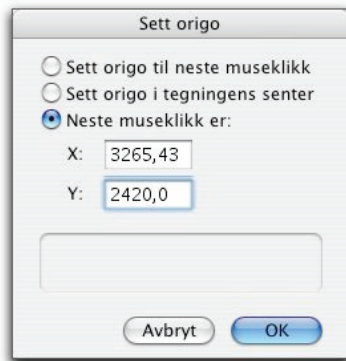 Sett origo
Sett origo til neste museklikk
Sett origo i tegningens senter
Neste museklikk er:
X: 3265,43
Y: 2420,0
Avbryt OK